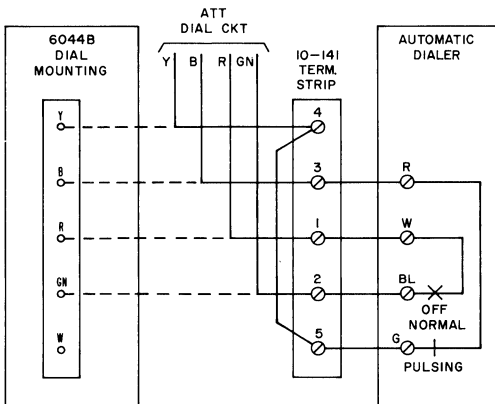 ATT
DIAL CKT
Y B R GN
6044B
DIAL
MOUNTING
Y
B
R
GN
W
10-141
TERM.
STRIP
4
3
1
2
5
AUTOMATIC
DIALER
R
W
BL
OFF
NORMAL
G
PULSING